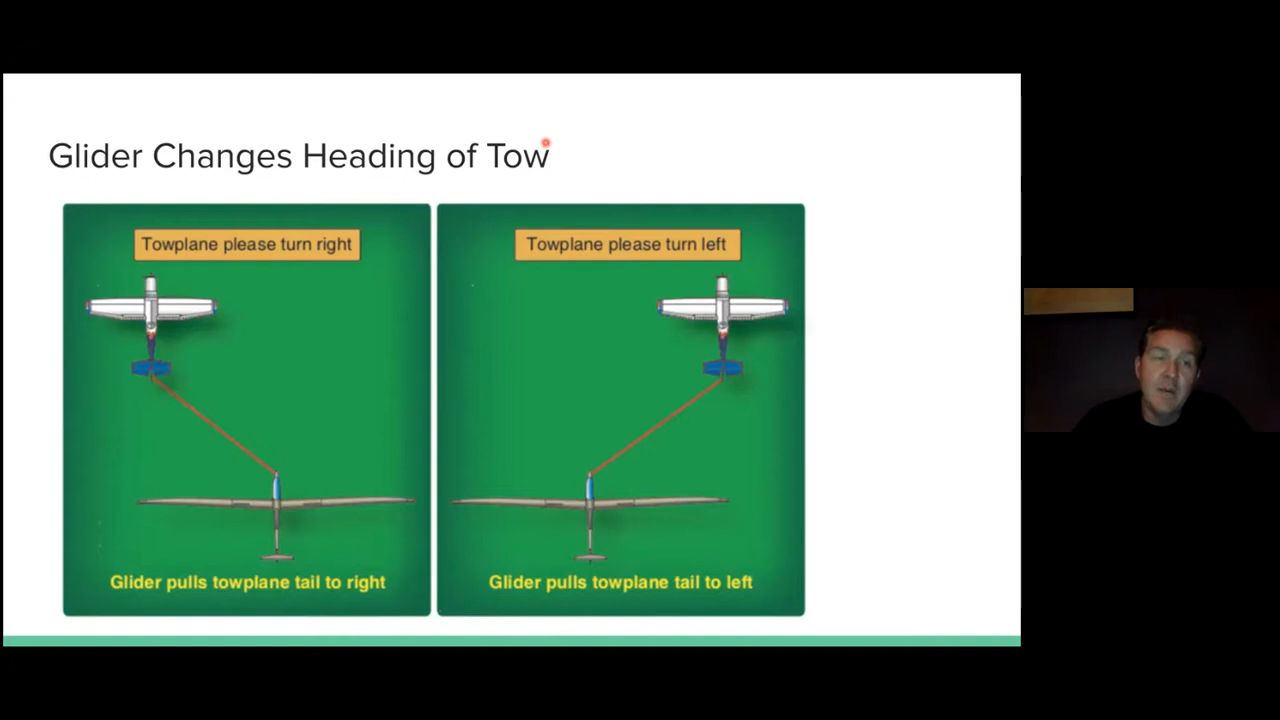 Glider Changes Heading of Tow
Towplane please turn right
Glider pulls towplane tail to right
Towplane please turn left
Glider pulls towplane tail to left